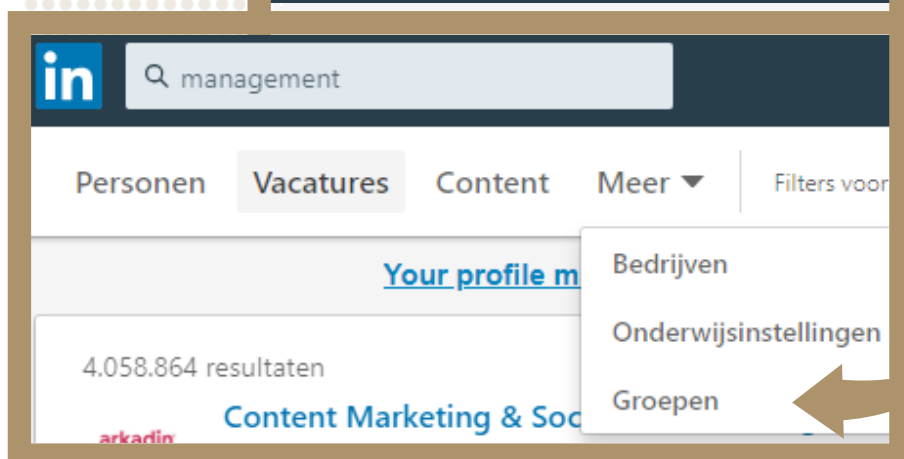 in management
Personen Vacatures Content Meer Filters voor
Your profile m
Bedrijven
Onderwijsinstellingen
4.058.864 resultaten
Groepen
Content Marketing & Soc
arkadin